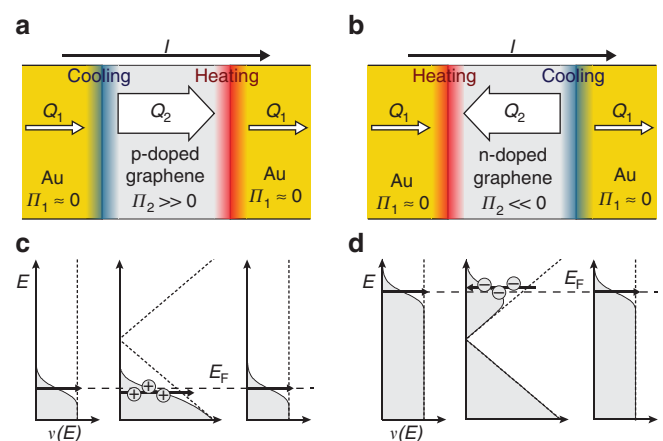 a
I
Cooling Heating
Q1 Q2 Q1
p-doped
graphene
Au Au
Π1 ≈ 0 Π2 >> 0 Π1 ≈ 0
b
I
Heating Cooling
Q1 Q2 Q1
n-doped
graphene
Au Au
Π1 ≈ 0 Π2 << 0 Π1 ≈ 0
c
E
EF
+ + +
ν(E)
d
E
EF
− − −
ν(E)